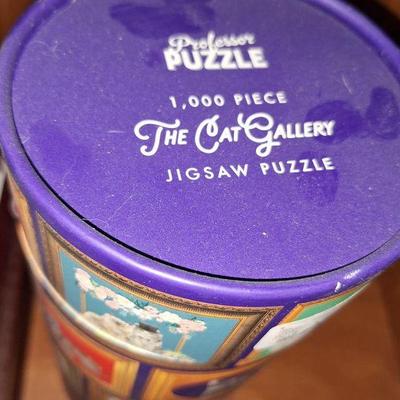 Professor
PUZZLE
1,000 PIECE
THE CAT GALLERY
JIGSAW PUZZLE